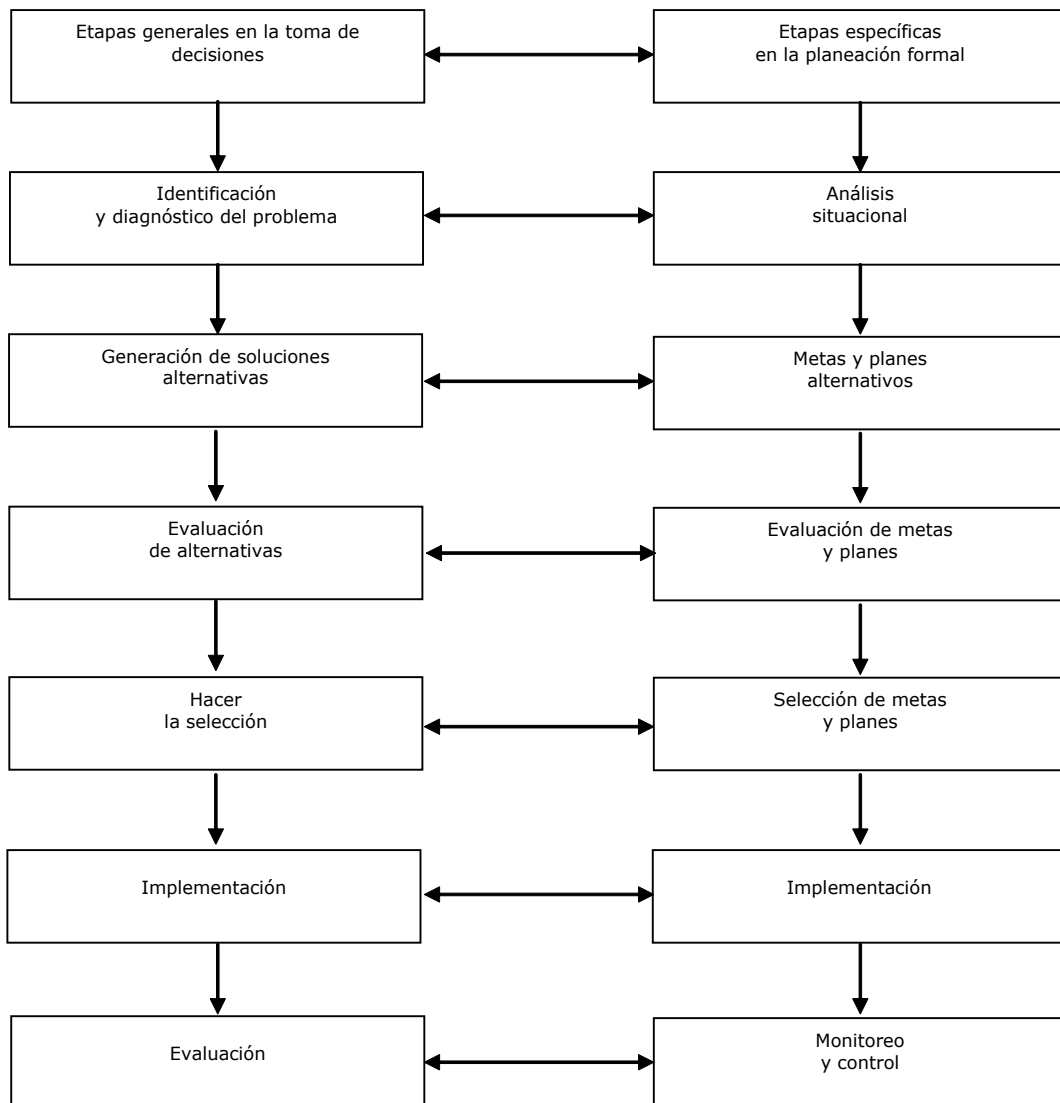 Etapas generales en la toma de
decisiones
Etapas específicas
en la planeación formal
Identificación
y diagnóstico del problema
Análisis
situacional
Generación de soluciones
alternativas
Metas y planes
alternativos
Evaluación
de alternativas
Evaluación de metas
y planes
Hacer
la selección
Selección de metas
y planes
Implementación
Implementación
Evaluación
Monitoreo
y control